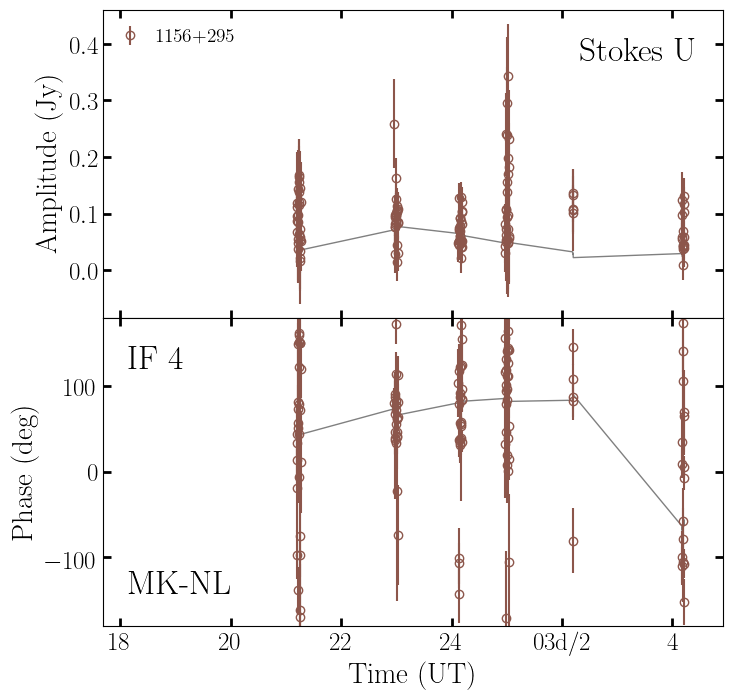 1156+295
Stokes U
Amplitude (Jy)
0.4
0.3
0.2
0.1
0.0
IF 4
MK-NL
Phase (deg)
100
0
−100
18 20 22 24 03d/2 4
Time (UT)